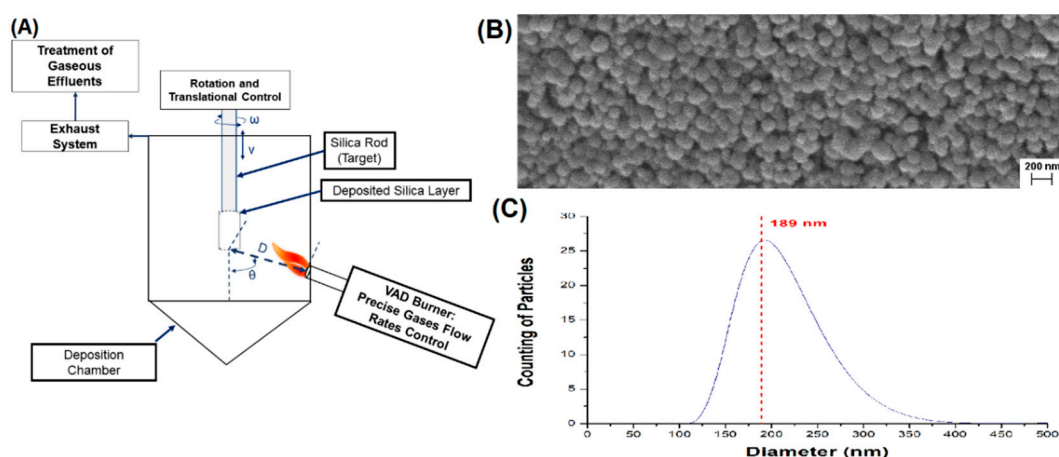 (A)
Treatment of
Gaseous
Effluents
Exhaust
System
Rotation and
Translational Control
ω
v
Silica Rod
(Target)
Deposited Silica Layer
D
θ
VAD Burner:
Precise Gases Flow
Rates Control
Deposition
Chamber
(B)
200 nm
(C)
189 nm
Counting of Particles
30
25
20
15
10
5
0
0 50 100 150 200 250 300 350 400 450 500
Diameter (nm)